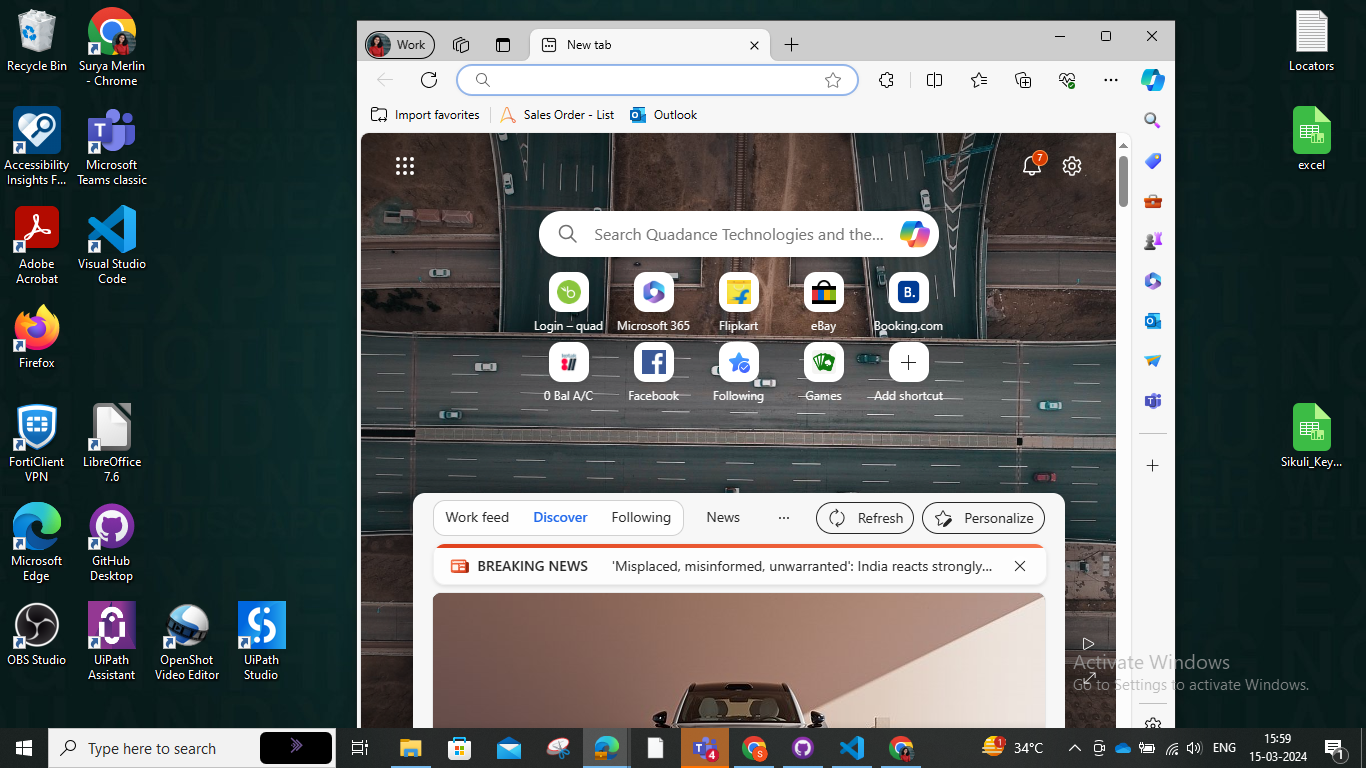 Recycle Bin
Surya Merlin
- Chrome
Accessibility
Insights F...
Microsoft
Teams classic
Adobe
Acrobat
Visual Studio
Code
Firefox
FortiClient
VPN
LibreOffice
7.6
Microsoft
Edge
GitHub
Desktop
OBS Studio
UiPath
Assistant
OpenShot
Video Editor
UiPath
Studio
Work
New tab
Import favorites
Sales Order - List
Outlook
7
Search Quadance Technologies and the...
Login – quad
Microsoft 365
Flipkart
eBay
B.
Booking.com
0 Bal A/C
Facebook
Following
Games
Add shortcut
Work feed
Discover
Following
News
Refresh
Personalize
BREAKING NEWS
'Misplaced, misinformed, unwarranted': India reacts strongly...
Locators
excel
Sikuli_Key...
Activate Windows
Go to Settings to activate Windows.
Type here to search
4
S
1
34°C
ENG
15:59
15-03-2024
1